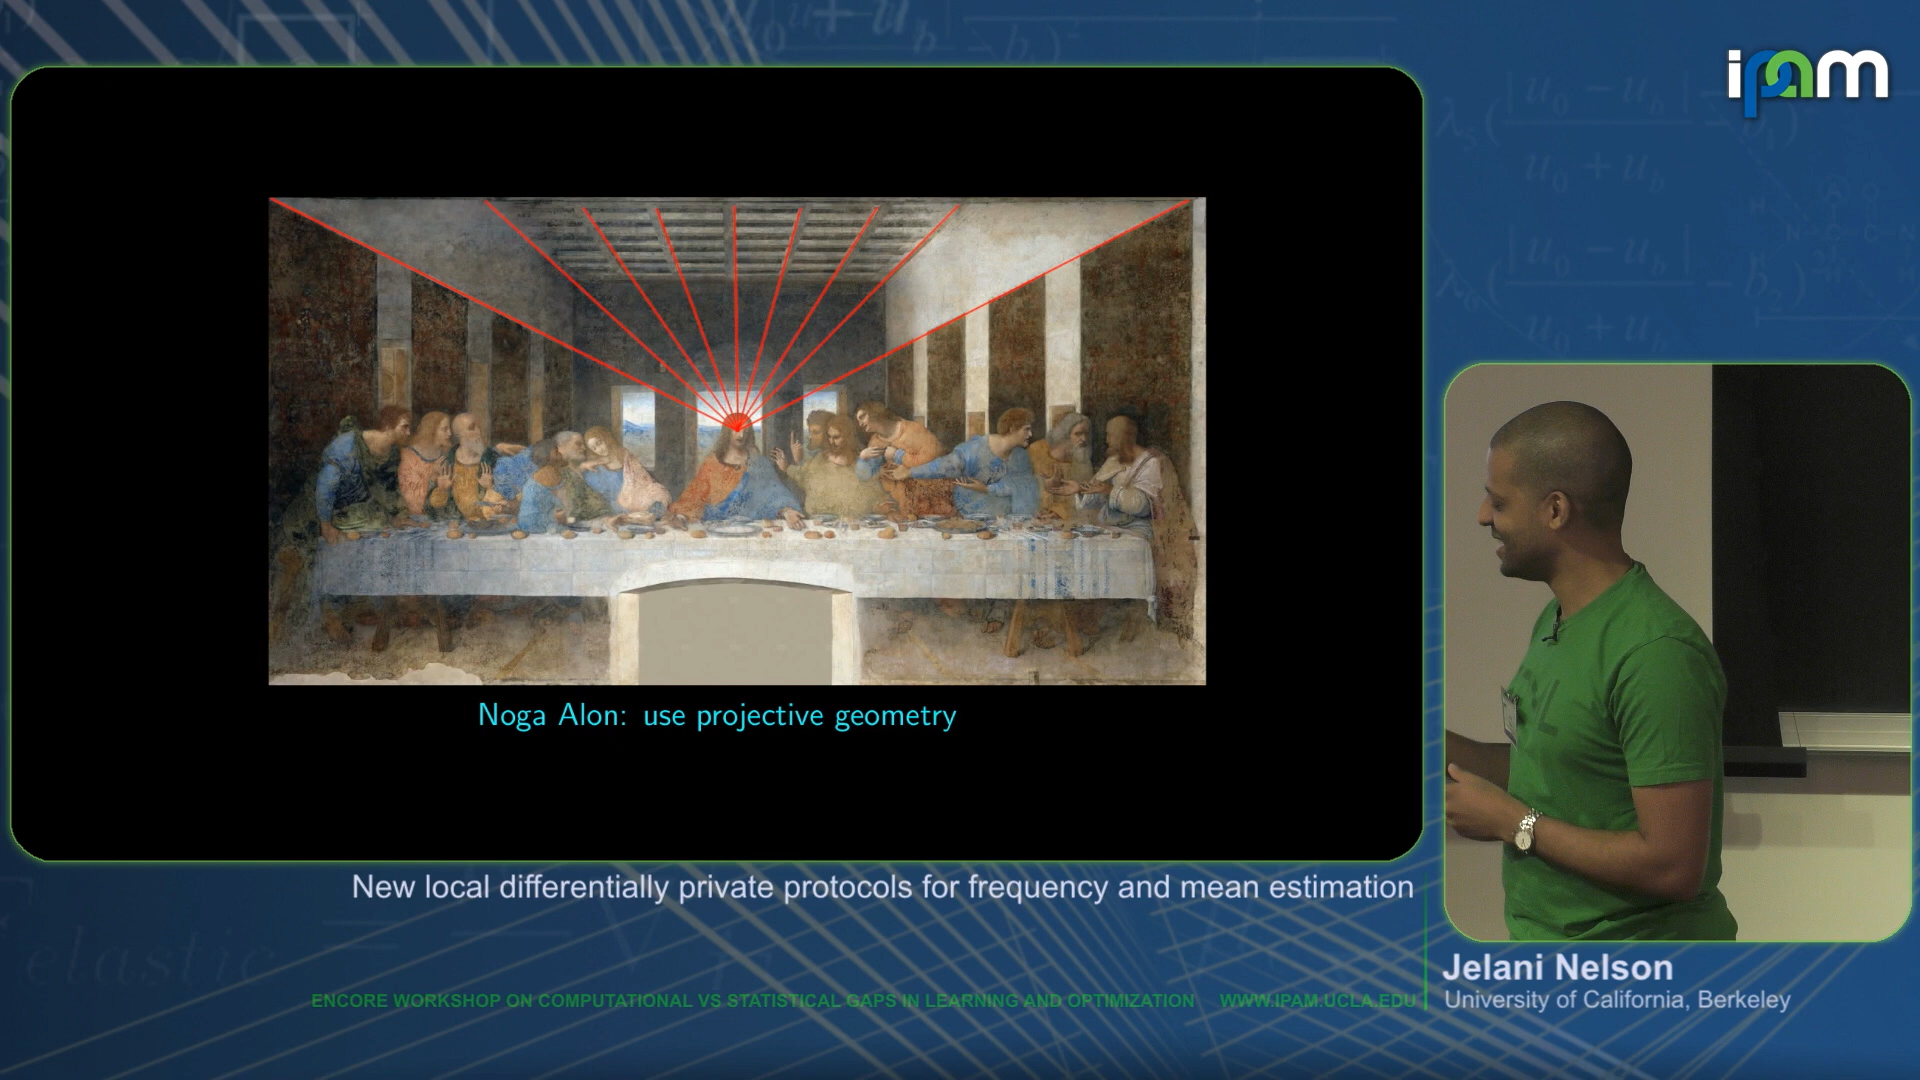 ipam
Noga Alon: use projective geometry
New local differentially private protocols for frequency and mean estimation
Jelani Nelson
University of California, Berkeley
ENCORE WORKSHOP ON COMPUTATIONAL VS STATISTICAL GAPS IN LEARNING AND OPTIMIZATION WWW.IPAM.UCLA.EDU
elastic